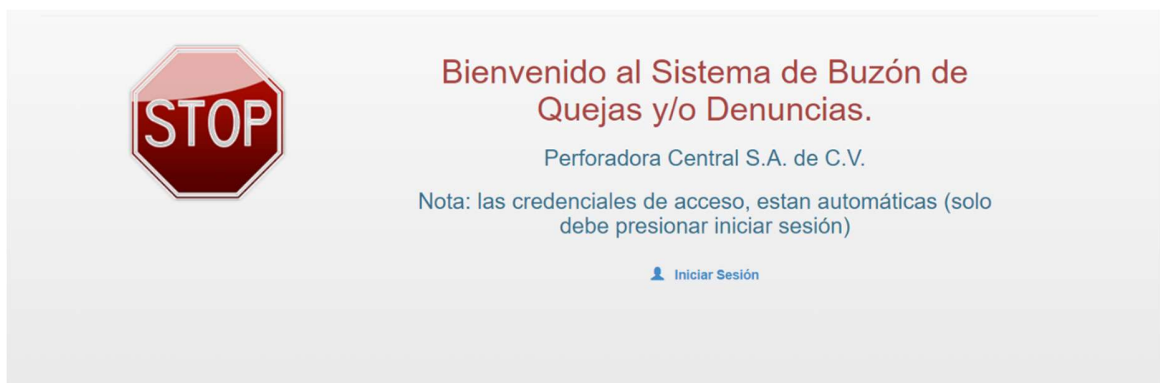 STOP
Bienvenido al Sistema de Buzón de
Quejas y/o Denuncias.
Perforadora Central S.A. de C.V.
Nota: las credenciales de acceso, estan automáticas (solo
debe presionar iniciar sesión)
Iniciar Sesión